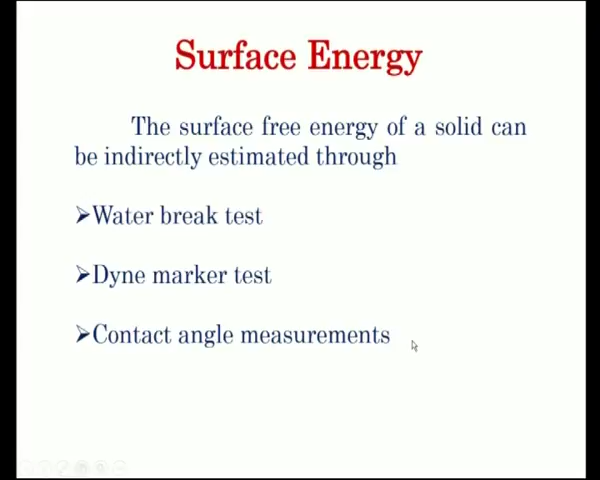 Surface Energy
The surface free energy of a solid can
be indirectly estimated through
➢Water break test
➢Dyne marker test
➢Contact angle measurements